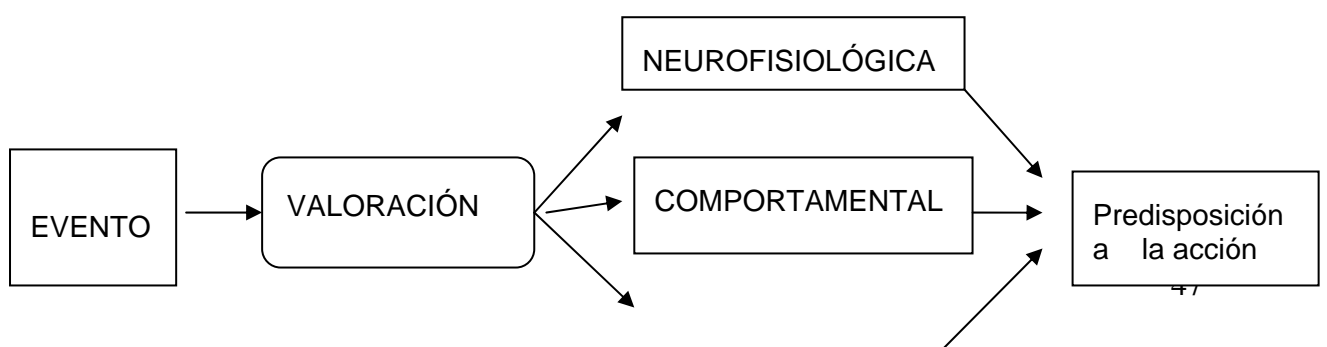 NEUROFISIOLÓGICA
EVENTO
VALORACIÓN
COMPORTAMENTAL
Predisposición
a la acción